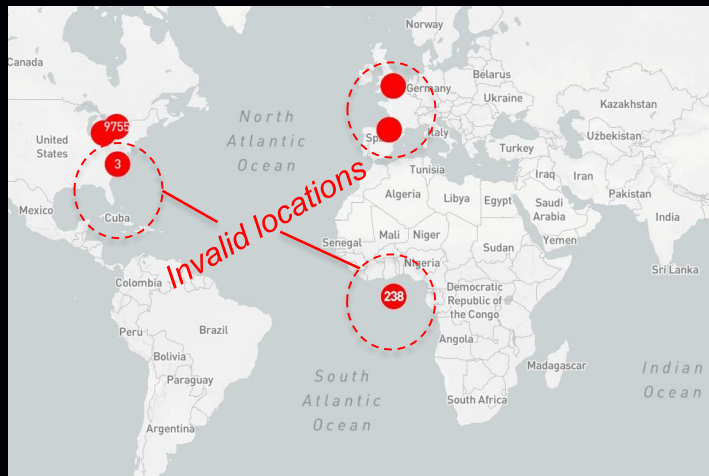 Norway
Canada
Belarus
Germany
Ukraine
Kazakhstan
9755
North
Atlantic
Ocean
United
States
Spain
Italy
Uzbekistan
Turkey
3
Tunisia
Iraq
Iran
Algeria
Libya
Egypt
Saudi
Arabia
Pakistan
India
Mexico
Cuba
Invalid locations
Senegal
Mali
Niger
Sudan
Yemen
Nigeria
Sri Lanka
Colombia
238
Democratic
Republic of
the Congo
Peru
Brazil
Angola
Bolivia
Madagascar
Paraguay
South
Atlantic
Ocean
Indian
Ocean
South Africa
Argentina